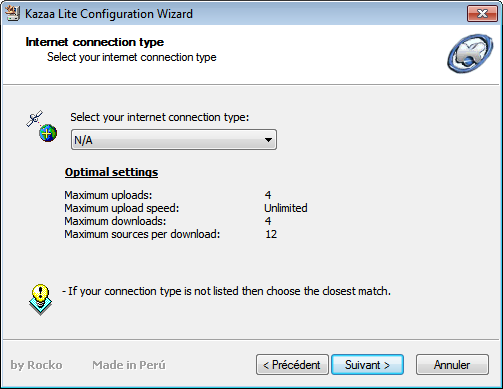 Kazaa Lite Configuration Wizard
Internet connection type
Select your internet connection type
Select your internet connection type:
N/A
Optimal settings
Maximum uploads: 4
Maximum upload speed: Unlimited
Maximum downloads: 4
Maximum sources per download: 12
- If your connection type is not listed then choose the closest match.
by Rocko Made in Perú < Précédent Suivant > Annuler